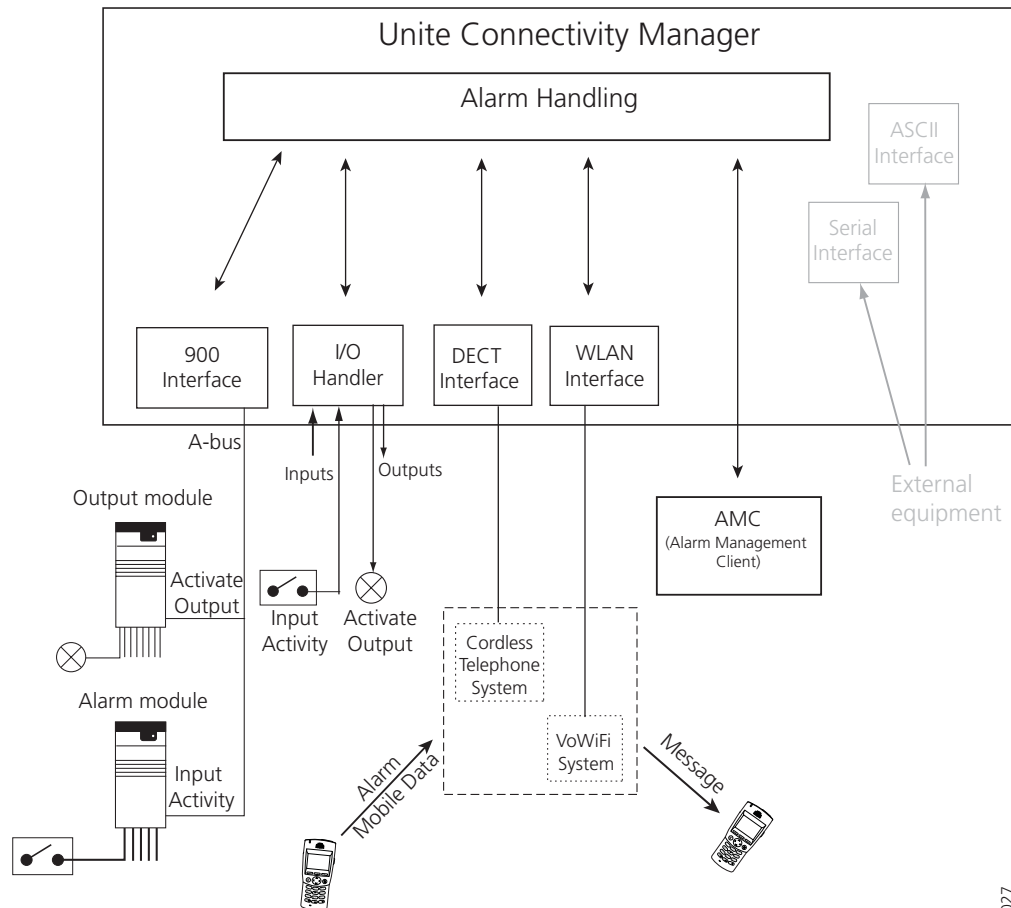 Unite Connectivity Manager
Alarm Handling
ASCII
Interface
Serial
Interface
900
Interface
I/O
Handler
DECT
Interface
WLAN
Interface
A-bus
Inputs
Outputs
External
equipment
Output module
AMC
(Alarm Management
Client)
Activate
Output
Input
Activity
Activate
Output
Cordless
Telephone
System
Alarm module
VoWiFi
System
Input
Activity
Alarm
Mobile Data
Message
027